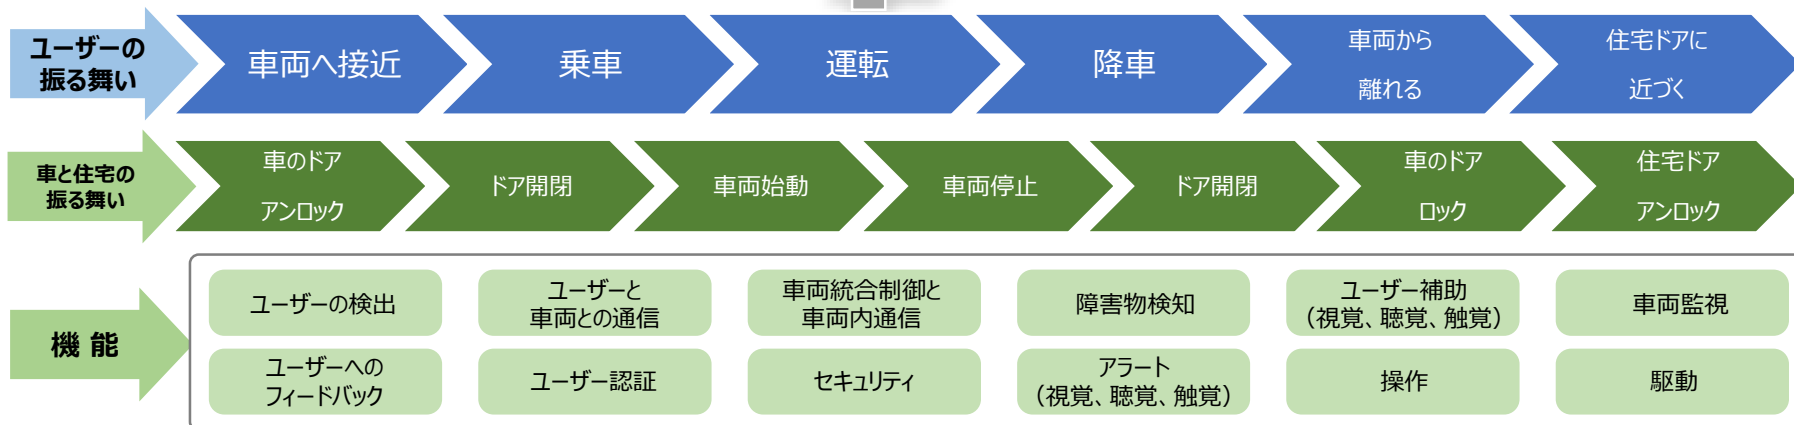 ユーザーの
振る舞い
車両へ接近
乗車
運転
降車
車両から
離れる
住宅ドアに
近づく
車と住宅の
振る舞い
車のドア
アンロック
ドア開閉
車両始動
車両停止
ドア開閉
車のドア
ロック
住宅ドア
アンロック
機 能
ユーザーの検出
ユーザーと
車両との通信
車両統合制御と
車両内通信
障害物検知
ユーザー補助
(視覚、聴覚、触覚)
車両監視
ユーザーへの
フィードバック
ユーザー認証
セキュリティ
アラート
(視覚、聴覚、触覚)
操作
駆動